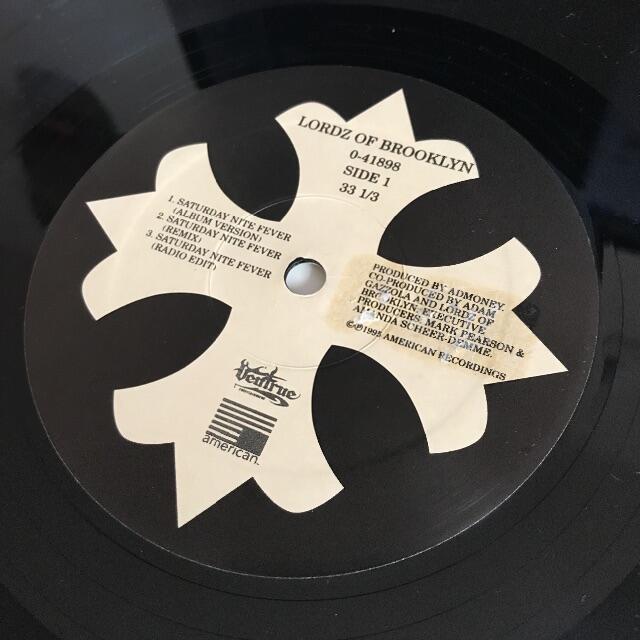 LORDZ OF BROOKLYN
0-41898
SIDE 1
33 1/3
1. SATURDAY NITE FEVER
(ALBUM VERSION)
2. SATURDAY NITE FEVER
(REMIX)
3. SATURDAY NITE FEVER
(RADIO EDIT)
PRODUCED BY ADMONEY.
CO-PRODUCED BY ADAM
GAZZOLA AND LORDZ OF
BROOKLYN. EXECUTIVE
PRODUCERS. MARK PEARSON &
AMANDA SCHEER-DEMME.
©℗1995 AMERICAN RECORDINGS
Ventrue
american.